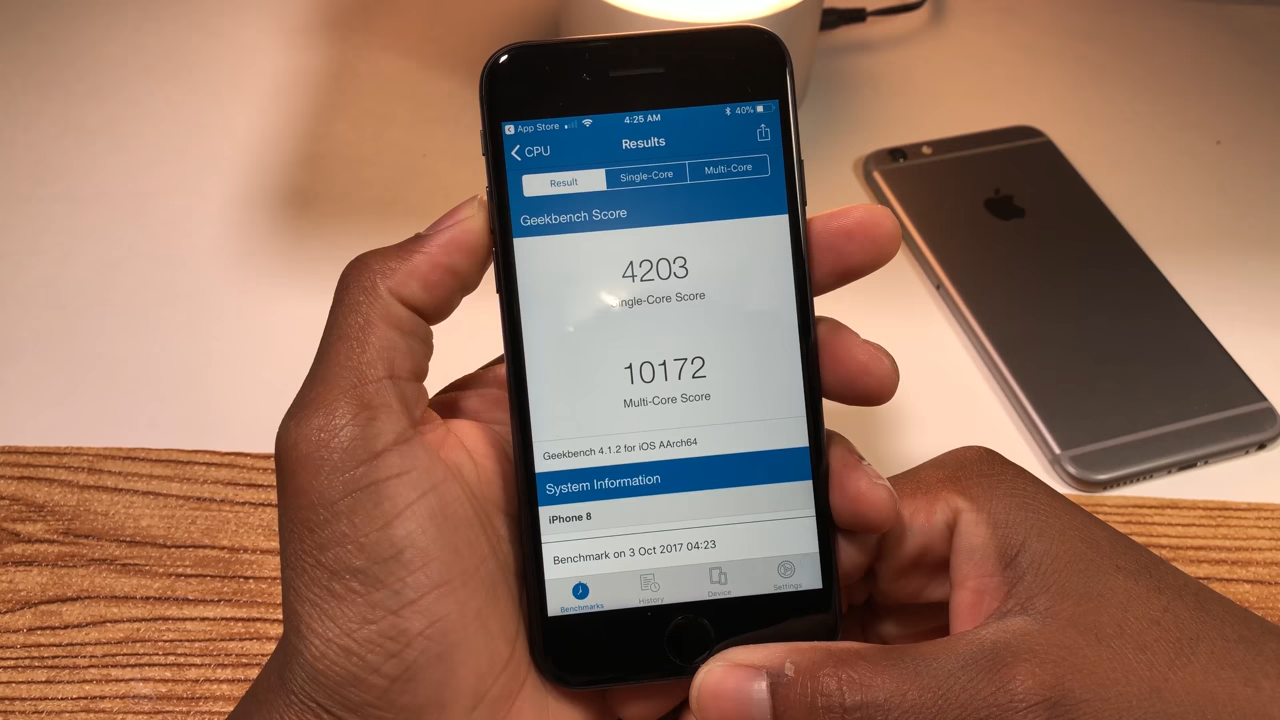 App Store 4:25 AM 40%
CPU Results
Result Single-Core Multi-Core
Geekbench Score
4203
Single-Core Score
10172
Multi-Core Score
Geekbench 4.1.2 for iOS AArch64
System Information
iPhone 8
Benchmark on 3 Oct 2017 04:23
Benchmarks History Device Settings